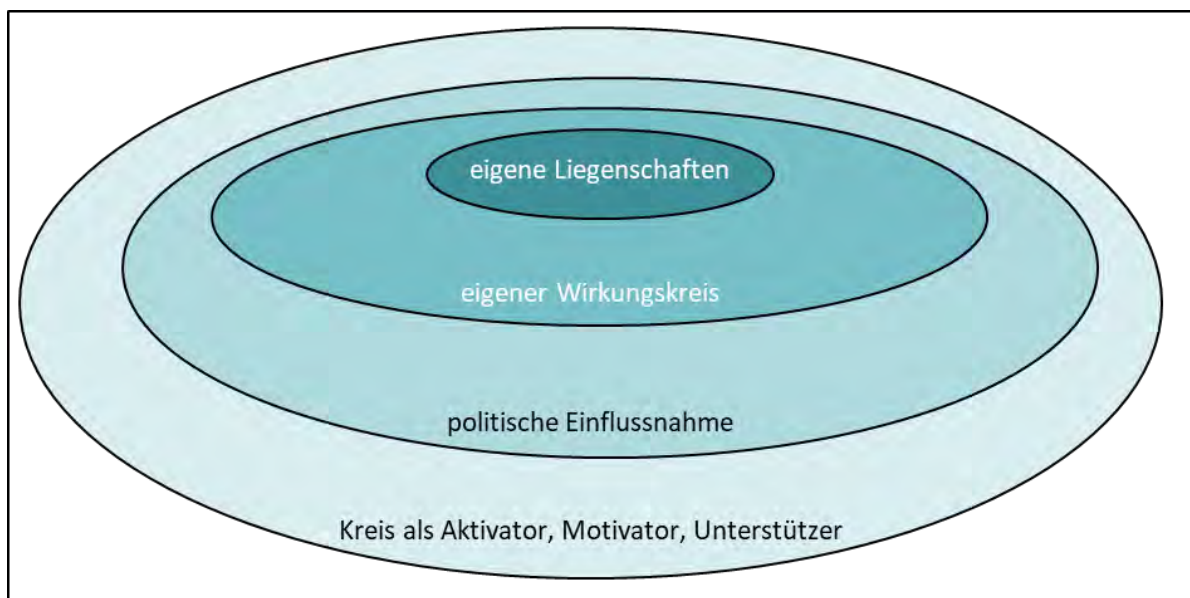 eigene Liegenschaften
eigener Wirkungskreis
politische Einflussnahme
Kreis als Aktivator, Motivator, Unterstützer